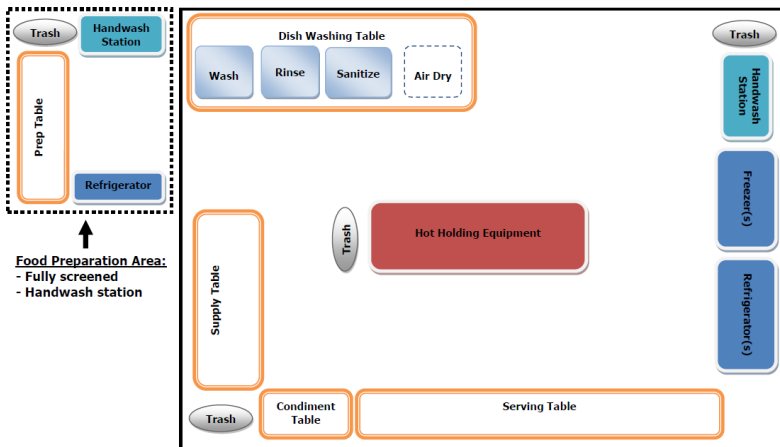 Trash
Handwash
Station
Prep Table
Refrigerator
Food Preparation Area:
- Fully screened
- Handwash station
Dish Washing Table
Wash
Rinse
Sanitize
Air Dry
Trash
Handwash
Station
Freezer(s)
Refrigerator(s)
Trash
Hot Holding Equipment
Supply Table
Trash
Condiment
Table
Serving Table